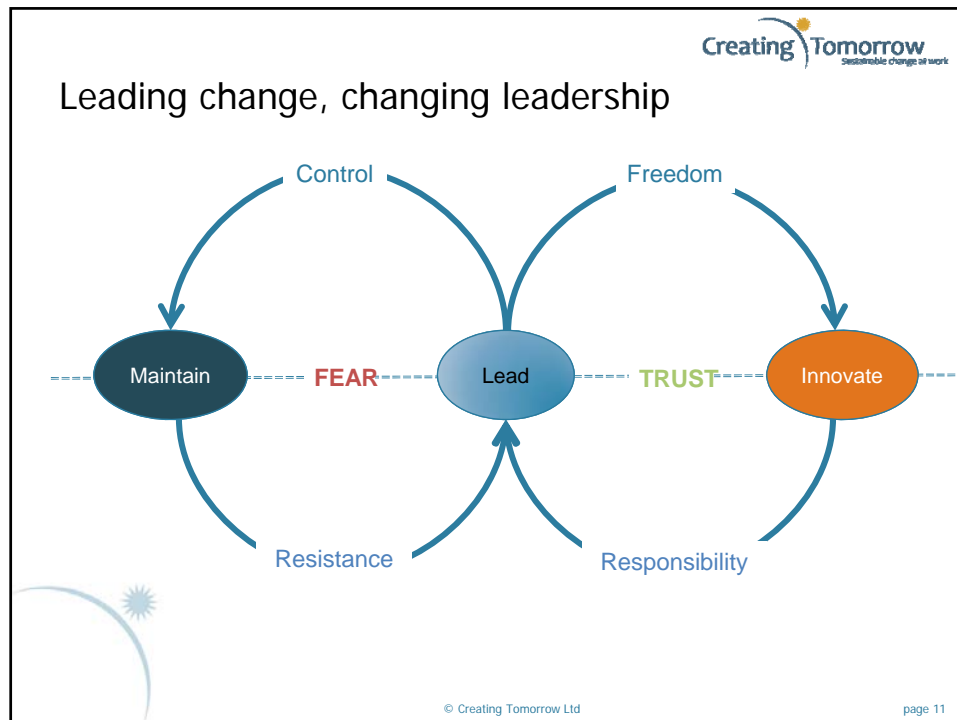 Creating Tomorrow
Sustainable change at work
Leading change, changing leadership
Control
Freedom
Maintain
FEAR
Lead
TRUST
Innovate
Resistance
Responsibility
© Creating Tomorrow Ltd
page 11